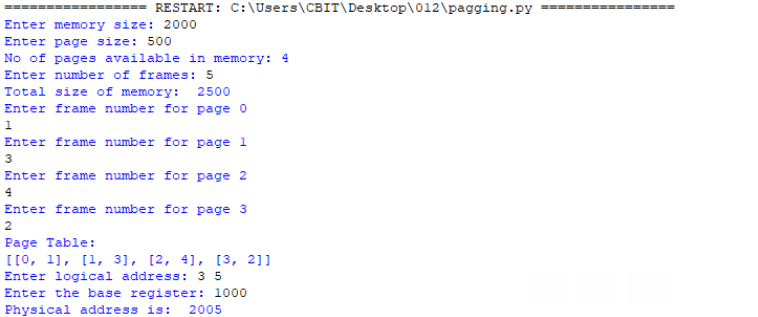 ================= RESTART: C:\Users\CBIT\Desktop\012\pagging.py ================
Enter memory size: 2000
Enter page size: 500
No of pages available in memory: 4
Enter number of frames: 5
Total size of memory:  2500
Enter frame number for page 0
1
Enter frame number for page 1
3
Enter frame number for page 2
4
Enter frame number for page 3
2
Page Table:
[[0, 1], [1, 3], [2, 4], [3, 2]]
Enter logical address: 3 5
Enter the base register: 1000
Physical address is:  2005